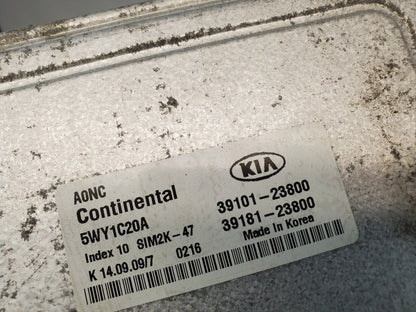 AONC
Continental
5WY1C20A
Index 10 SIM2K-47
K 14.09.09/7 0216
KIA
39101-23800
39181-23800
Made in Korea